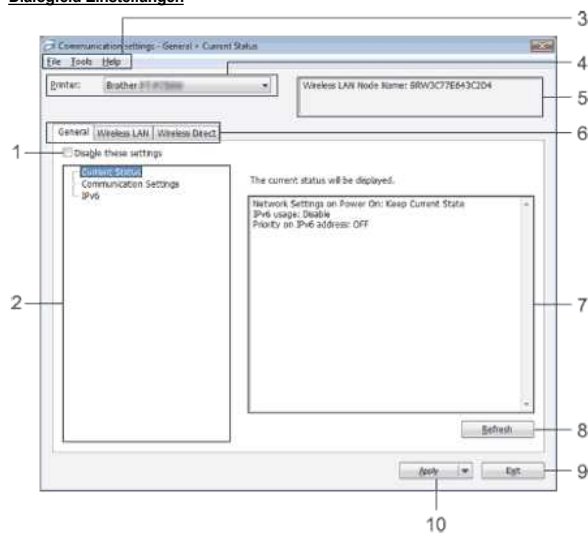 Dialogfeld Einstellungen
3
Communication settings - General > Current Status
File Tools Help
4
Printer: Brother
Wireless LAN Node Name: BRW3C77E643C2D4
5
General Wireless LAN Wireless Direct
6
1
Disable these settings
Current Status
Communication Settings
IPv6
The current status will be displayed.
Network Settings on Power On: Keep Current State
IPv6 usage: Disable
Priority on IPv6 address: OFF
2
7
Refresh
8
Apply
Exit
9
10